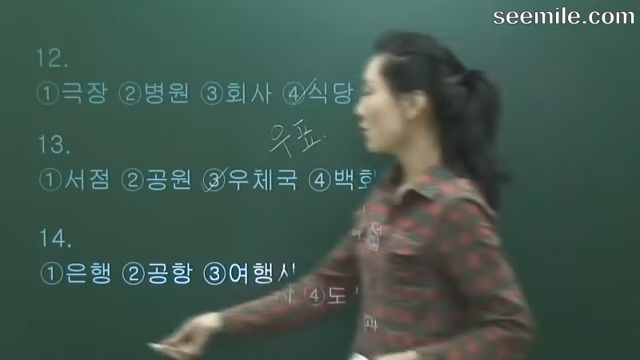 seemile.com
12.
①극장 ②병원 ③회사 ④식당
우표.
13.
①서점 ②공원 ③우체국 ④백화
14.
①은행 ②공항 ③여행사 ④도